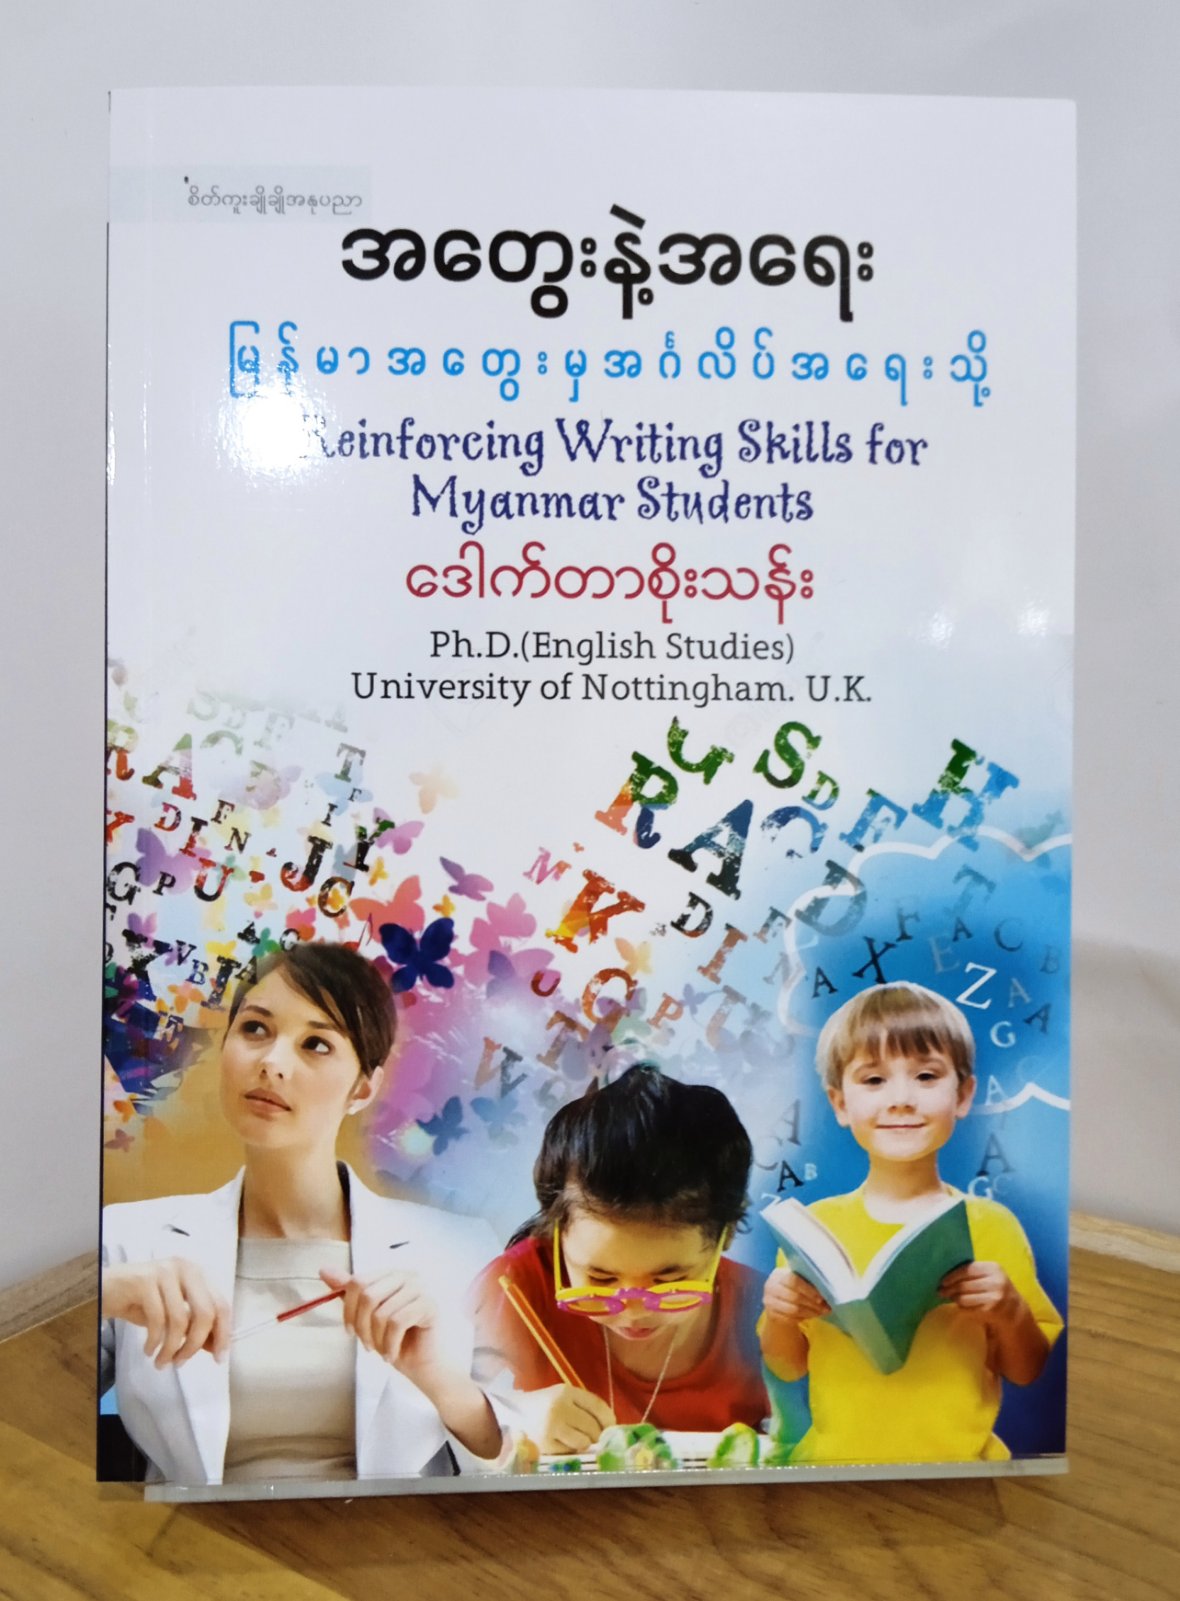 စိတ်ကူးချိုချိုအနုပညာ
အတွေးနဲ့အရေး
မြန်မာအတွေးမှအင်္ဂလိပ်အရေးသို့
Reinforcing Writing Skills for
Myanmar Students
ဒေါက်တာစိုးသန်း
Ph.D.(English Studies)
University of Nottingham. U.K.